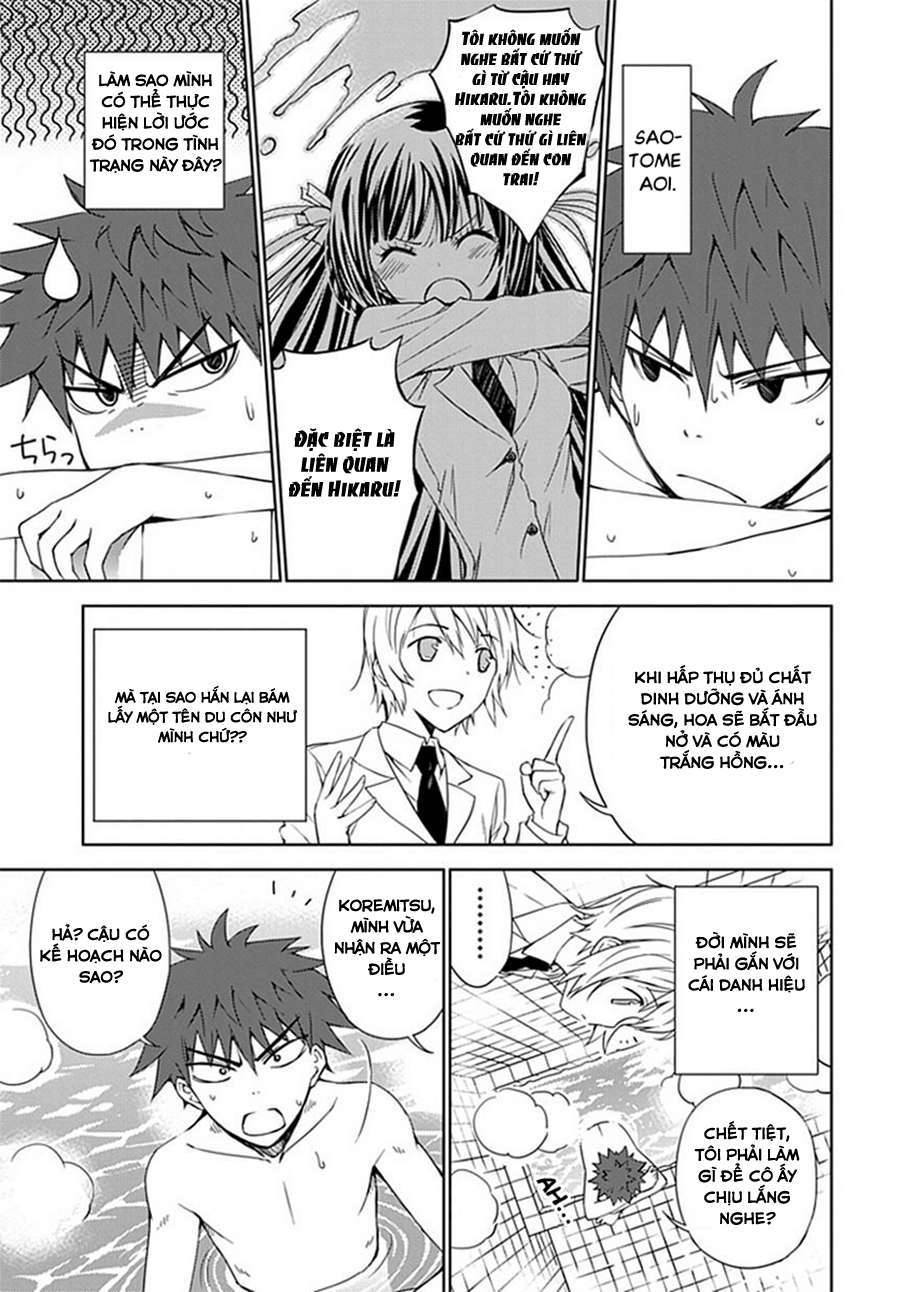 SAO-
TOME
AOI.
Tôi không muốn
nghe bất cứ thứ
gì từ cậu hay
Hikaru.Tôi không
muốn nghe
bất cứ thứ gì liên
quan đến con
trai!
Đặc biệt là
liên quan
đến Hikaru!
LÀM SAO MÌNH
CÓ THỂ THỰC
HIỆN LỜI ƯỚC
ĐÓ TRONG TÌNH
TRẠNG NÀY ĐÂY?
ちらっ
KHI HẤP THỤ ĐỦ CHẤT
DINH DƯỠNG VÀ ÁNH
SÁNG, HOA SẼ BẮT ĐẦU
NỞ VÀ CÓ MÀU
TRẮNG HỒNG...
MÀ TẠI SAO HẮN LẠI BÁM
LẤY MỘT TÊN DU CÔN NHƯ
MÌNH CHỨ??
ĐỜI MÌNH SẼ
PHẢI GẮN VỚI
CÁI DANH HIỆU
...
CHẾT TIỆT,
TÔI PHẢI LÀM
GÌ ĐỂ CÔ ẤY
CHỊU LẮNG
NGHE?
AH...
KOREMITSU,
MÌNH VỪA
NHẬN RA MỘT
ĐIỀU
...
HẢ? CẬU CÓ
KẾ HOẠCH NÀO
SAO?